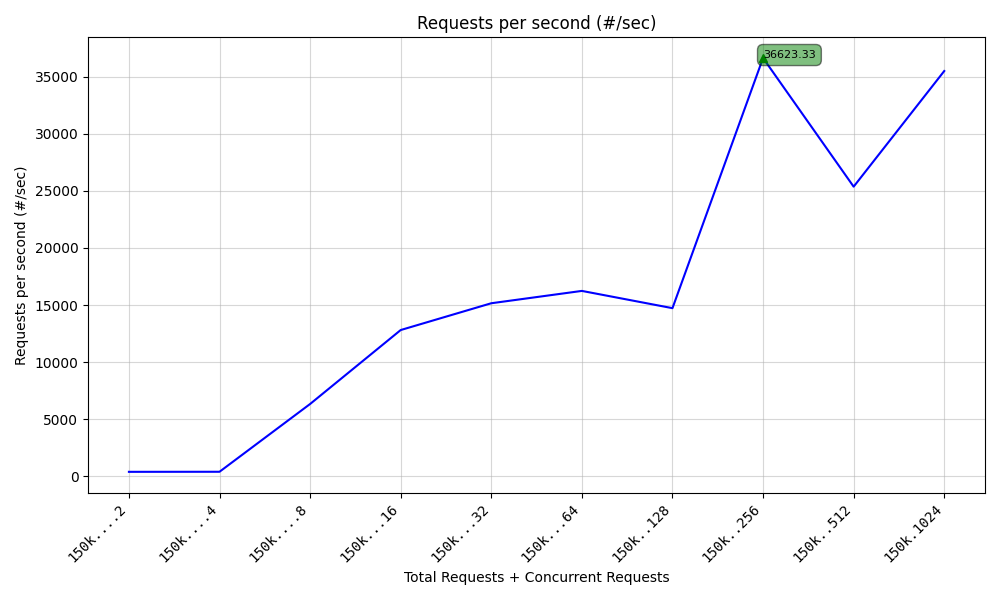 Requests per second (#/sec)
36623.33
35000
30000
25000
20000
15000
10000
5000
0
Requests per second (#/sec)
150k....2
150k....4
150k....8
150k...16
150k...32
150k...64
150k..128
150k..256
150k..512
150k.1024
Total Requests + Concurrent Requests